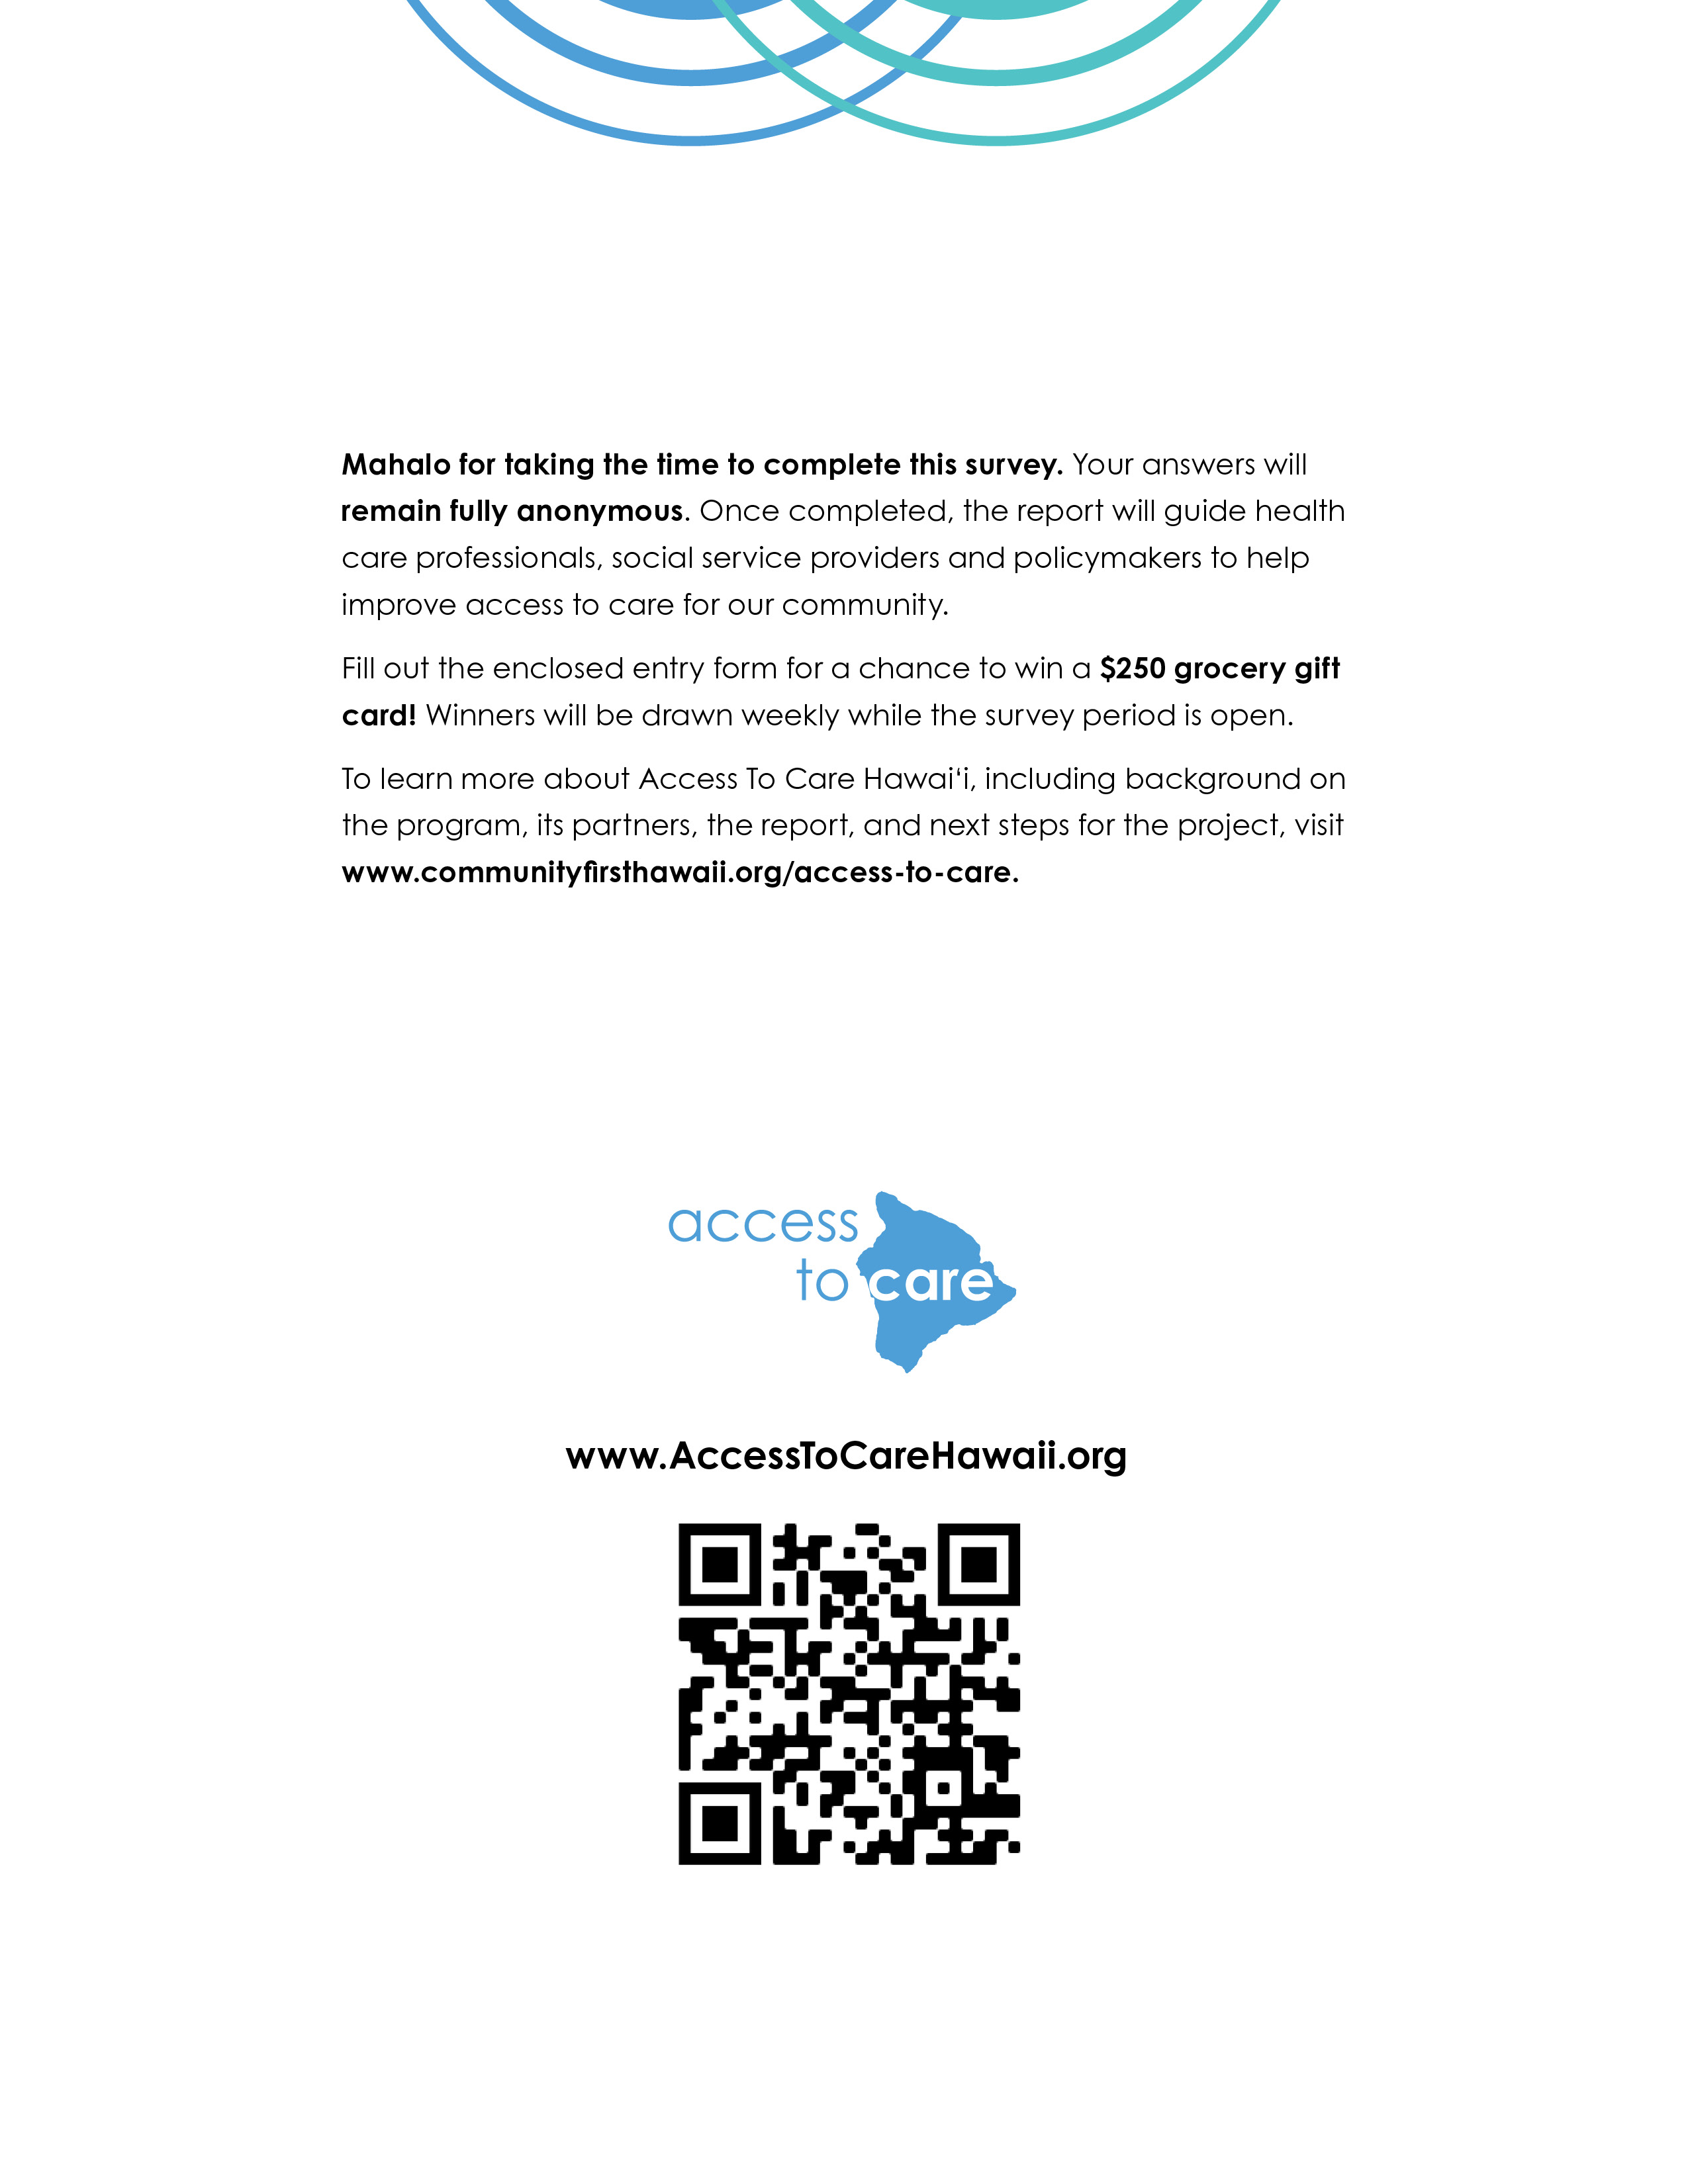 Mahalo for taking the time to complete this survey. Your answers will
remain fully anonymous. Once completed, the report will guide health
care professionals, social service providers and policymakers to help
improve access to care for our community.
Fill out the enclosed entry form for a chance to win a $250 grocery gift
card! Winners will be drawn weekly while the survey period is open.
To learn more about Access To Care Hawaiʻi, including background on
the program, its partners, the report, and next steps for the project, visit
www.communityfirsthawaii.org/access-to-care.
access
to care
www.AccessToCareHawaii.org